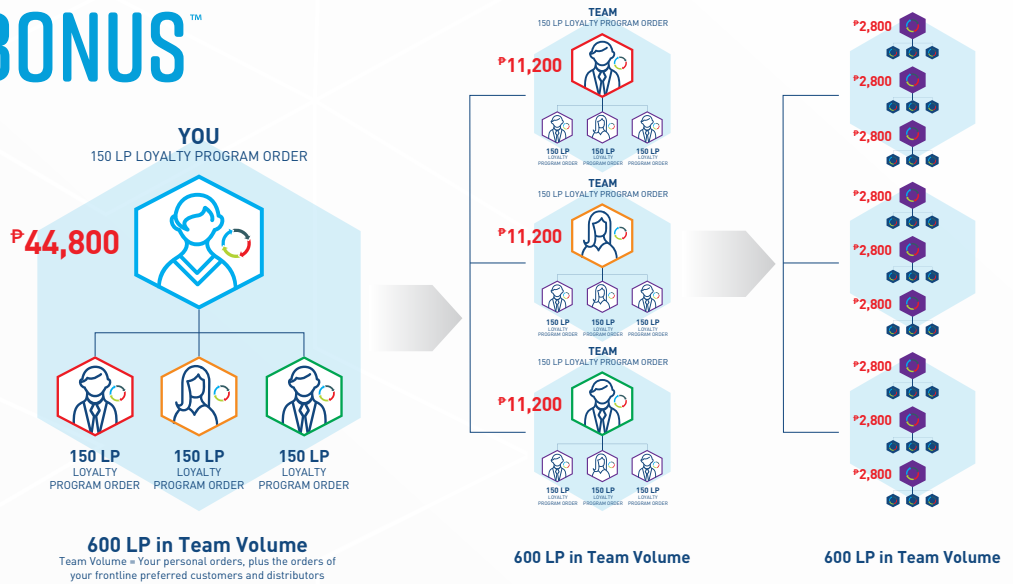 BONUS™
YOU
150 LP LOYALTY PROGRAM ORDER
₱44,800
150 LP
LOYALTY
PROGRAM ORDER
150 LP
LOYALTY
PROGRAM ORDER
150 LP
LOYALTY
PROGRAM ORDER
600 LP in Team Volume
Team Volume = Your personal orders, plus the orders of
your frontline preferred customers and distributors
TEAM
150 LP LOYALTY PROGRAM ORDER
₱11,200
150 LP
LOYALTY
PROGRAM ORDER
150 LP
LOYALTY
PROGRAM ORDER
150 LP
LOYALTY
PROGRAM ORDER
TEAM
150 LP LOYALTY PROGRAM ORDER
₱11,200
150 LP
LOYALTY
PROGRAM ORDER
150 LP
LOYALTY
PROGRAM ORDER
150 LP
LOYALTY
PROGRAM ORDER
TEAM
150 LP LOYALTY PROGRAM ORDER
₱11,200
150 LP
LOYALTY
PROGRAM ORDER
150 LP
LOYALTY
PROGRAM ORDER
150 LP
LOYALTY
PROGRAM ORDER
600 LP in Team Volume
₱2,800
₱2,800
₱2,800
₱2,800
₱2,800
₱2,800
₱2,800
₱2,800
₱2,800
600 LP in Team Volume